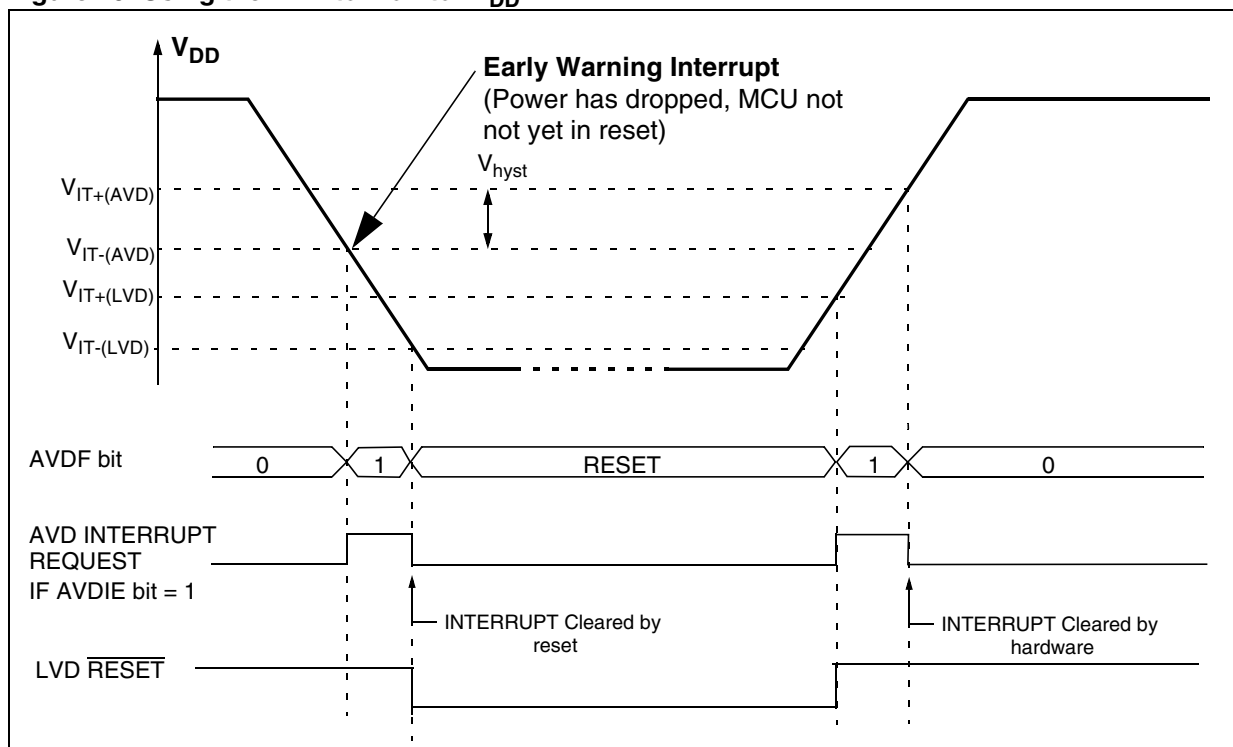 V_DD
Early Warning Interrupt
(Power has dropped, MCU not
not yet in reset)
V_hyst
V_IT+(AVD)
V_IT-(AVD)
V_IT+(LVD)
V_IT-(LVD)
AVDF bit
0
1
RESET
1
0
AVD INTERRUPT
REQUEST
IF AVDIE bit = 1
INTERRUPT Cleared by
reset
INTERRUPT Cleared by
hardware
LVD RESET